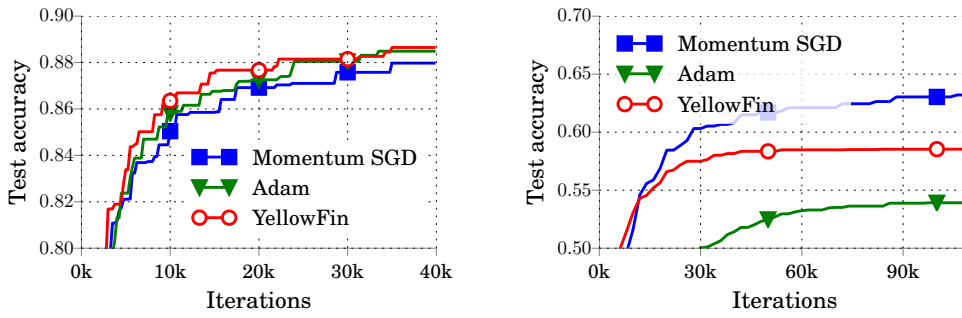 0.90
0.88
0.86
0.84
0.82
0.80
Test accuracy
Momentum SGD
Adam
YellowFin
0k
10k
20k
30k
40k
Iterations
0.70
0.65
0.60
0.55
0.50
Test accuracy
Momentum SGD
Adam
YellowFin
0k
30k
60k
90k
Iterations